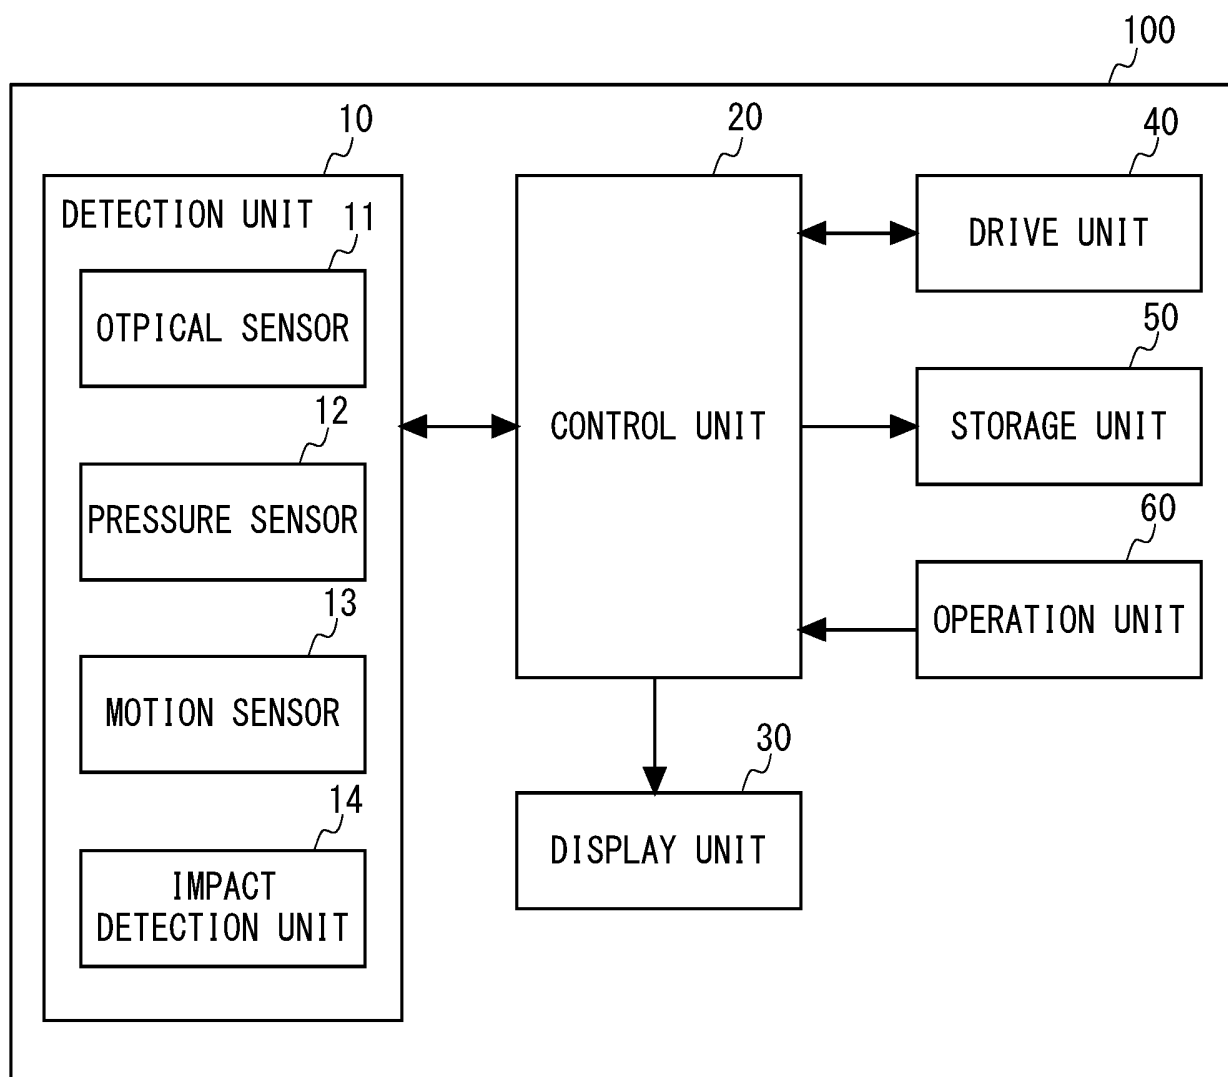 100
10
20
40
DETECTION UNIT
11
DRIVE UNIT
OTPICAL SENSOR
50
12
CONTROL UNIT
STORAGE UNIT
PRESSURE SENSOR
60
13
OPERATION UNIT
MOTION SENSOR
30
14
DISPLAY UNIT
IMPACT
DETECTION UNIT